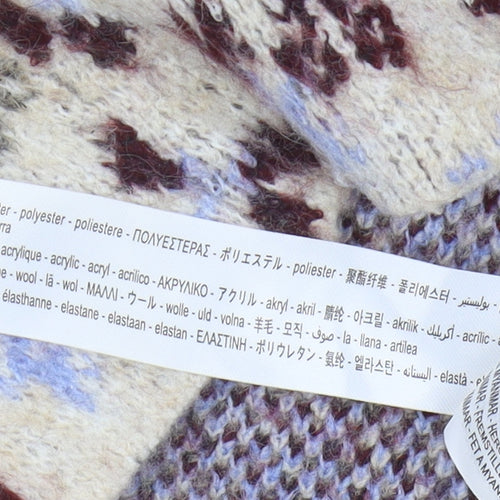 polyester - poliestere - ΠΟΛΥΕΣΤΕΡΑΣ - ポリエステル - poliester - 聚酯纤维 - 폴리에스터 - بوليستير
acrylique - acrylic - acryl - acrilico - ΑΚΡΥΛΙΚΟ - アクリル - akryl - akril - 腈纶 - 아크릴 - akrilik - أكريليك - acrílic
wool - lã - wol - ΜΑΛΛΙ - ウール - wolle - uld - volna - 羊毛 - 모직 - صوف - la - llana - artilea
élasthanne - elastane - elastaan - elastan - ΕΛΑΣΤΙΝΗ - ポリウレタン - 氨纶 - 엘라스탄 - اليستانه - elastà